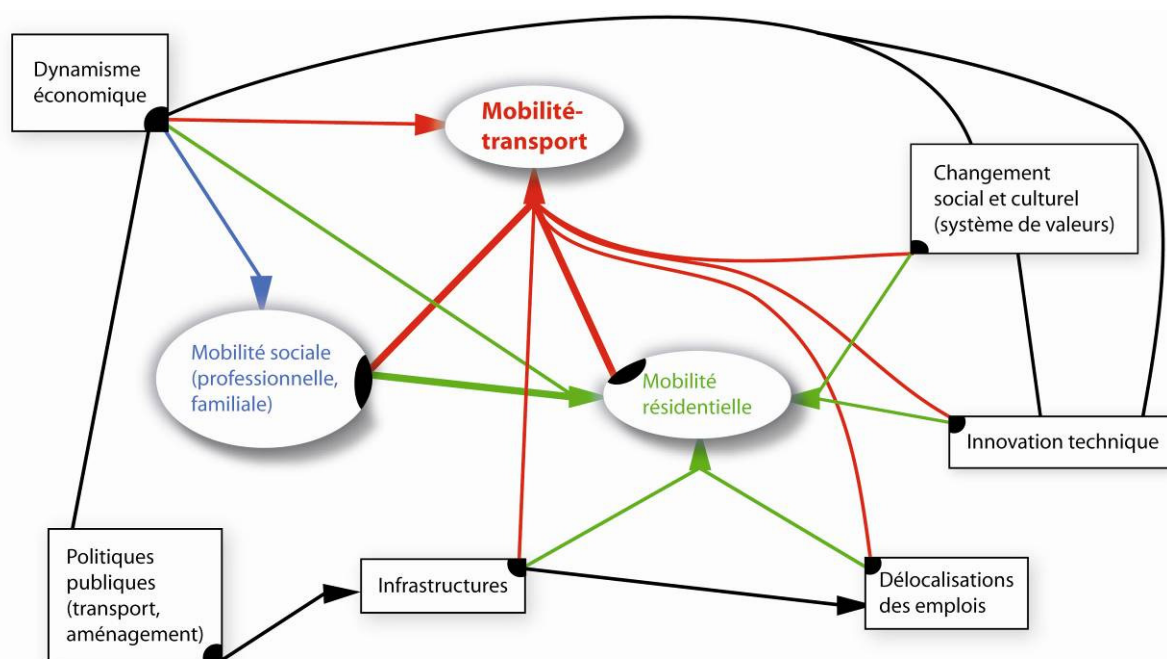 Dynamisme
économique
Mobilité-
transport
Changement
social et culturel
(système de valeurs)
Mobilité sociale
(professionnelle,
familiale)
Mobilité
résidentielle
Innovation technique
Politiques
publiques
(transport,
aménagement)
Infrastructures
Délocalisations
des emplois